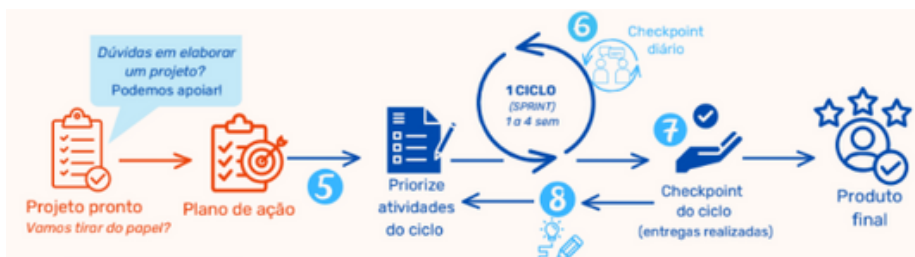 Dúvidas em elaborar
um projeto?
Podemos apoiar!
Projeto pronto
Vamos tirar do papel?
Plano de ação
5
Priorize
atividades
do ciclo
1 CICLO
(SPRINT)
1 a 4 sem
6
Checkpoint
diário
7
Checkpoint
do ciclo
(entregas realizadas)
8
Produto
final